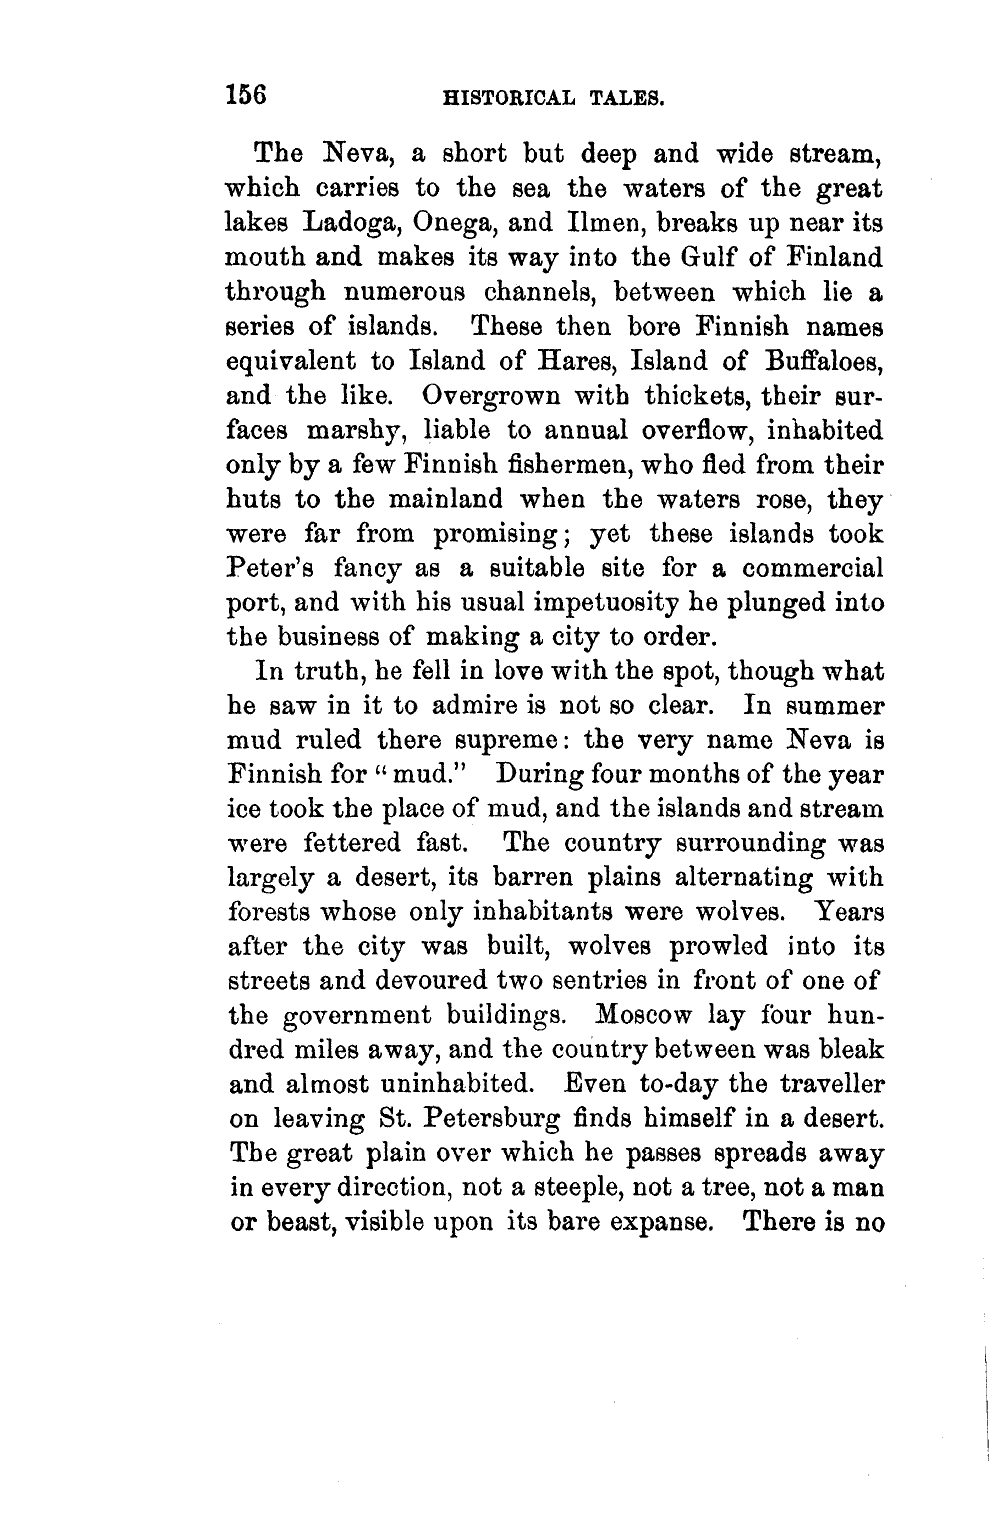 156 HISTORICAL TALES.
The Neva, a short but deep and wide stream,
which carries to the sea the waters of the great
lakes Ladoga, Onega, and Ilmen, breaks up near its
mouth and makes its way into the Gulf of Finland
through numerous channels, between which lie a
series of islands. These then bore Finnish names
equivalent to Island of Hares, Island of Buffaloes,
and the like. Overgrown with thickets, their sur-
faces marshy, liable to annual overflow, inhabited
only by a few Finnish fishermen, who fled from their
huts to the mainland when the waters rose, they
were far from promising; yet these islands took
Peter's fancy as a suitable site for a commercial
port, and with his usual impetuosity he plunged into
the business of making a city to order.
In truth, he fell in love with the spot, though what
he saw in it to admire is not so clear. In summer
mud ruled there supreme: the very name Neva is
Finnish for "mud." During four months of the year
ice took the place of mud, and the islands and stream
were fettered fast. The country surrounding was
largely a desert, its barren plains alternating with
forests whose only inhabitants were wolves. Years
after the city was built, wolves prowled into its
streets and devoured two sentries in front of one of
the government buildings. Moscow lay four hun-
dred miles away, and the country between was bleak
and almost uninhabited. Even to-day the traveller
on leaving St. Petersburg finds himself in a desert.
The great plain over which he passes spreads away
in every direction, not a steeple, not a tree, not a man
or beast, visible upon its bare expanse. There is no